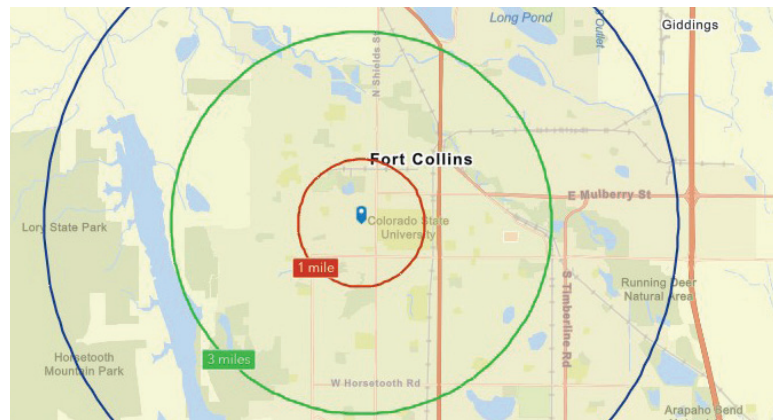 Long Pond
Outlet
Giddings
N Shields St
Fort Collins
E Mulberry St
Colorado State
University
Lory State Park
1 mile
S Timberline Rd
Running Deer
Natural Area
3 miles
Horsetooth
Mountain Park
W Horsetooth Rd
Arapaho Bend